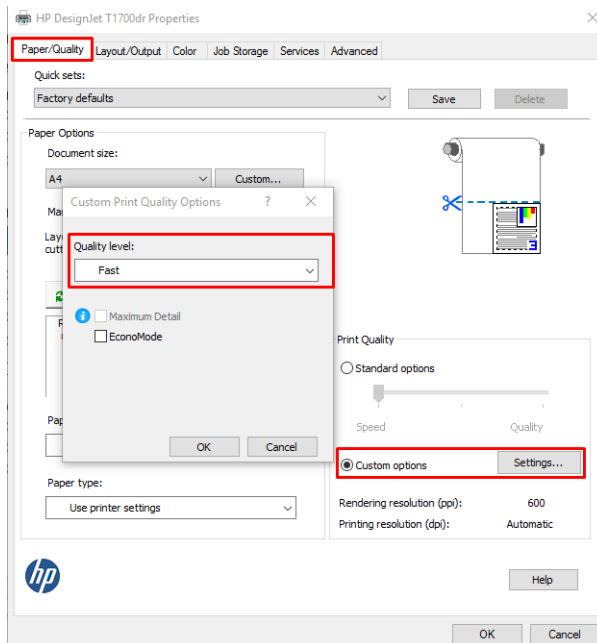 HP DesignJet T1700dr Properties
Paper/Quality Layout/Output Color Job Storage Services Advanced
Quick sets:
Factory defaults
Save Delete
Paper Options
Document size:
A4
Custom...
Custom Print Quality Options ?
Quality level:
Fast
Maximum Detail
EconoMode
OK Cancel
Paper type:
Use printer settings
3
Print Quality
Standard options
Speed Quality
Custom options Settings...
Rendering resolution (ppi): 600
Printing resolution (dpi): Automatic
hp
Help
OK Cancel